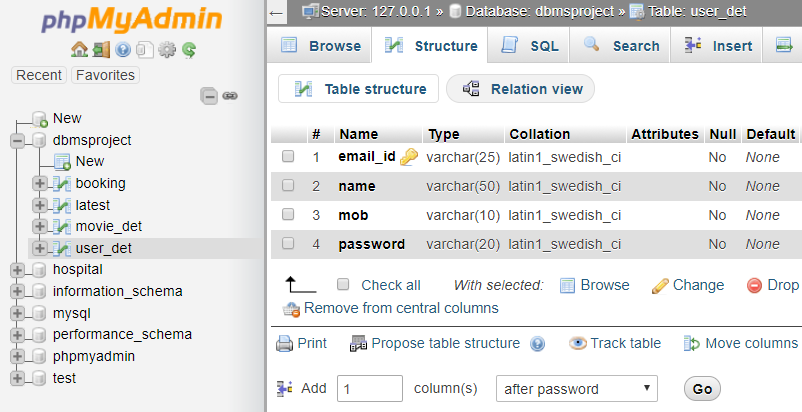 phpMyAdmin
Recent Favorites
New
dbmsproject
New
booking
latest
movie_det
user_det
hospital
information_schema
mysql
performance_schema
phpmyadmin
test
Server: 127.0.0.1 » Database: dbmsproject » Table: user_det
Browse Structure SQL Search Insert
Table structure Relation view
# Name Type Collation Attributes Null Default
1 email_id varchar(25) latin1_swedish_ci No None
2 name varchar(50) latin1_swedish_ci No None
3 mob varchar(10) latin1_swedish_ci No None
4 password varchar(20) latin1_swedish_ci No None
Check all With selected: Browse Change Drop
Remove from central columns
Print Propose table structure Track table Move columns
Add 1 column(s) after password Go